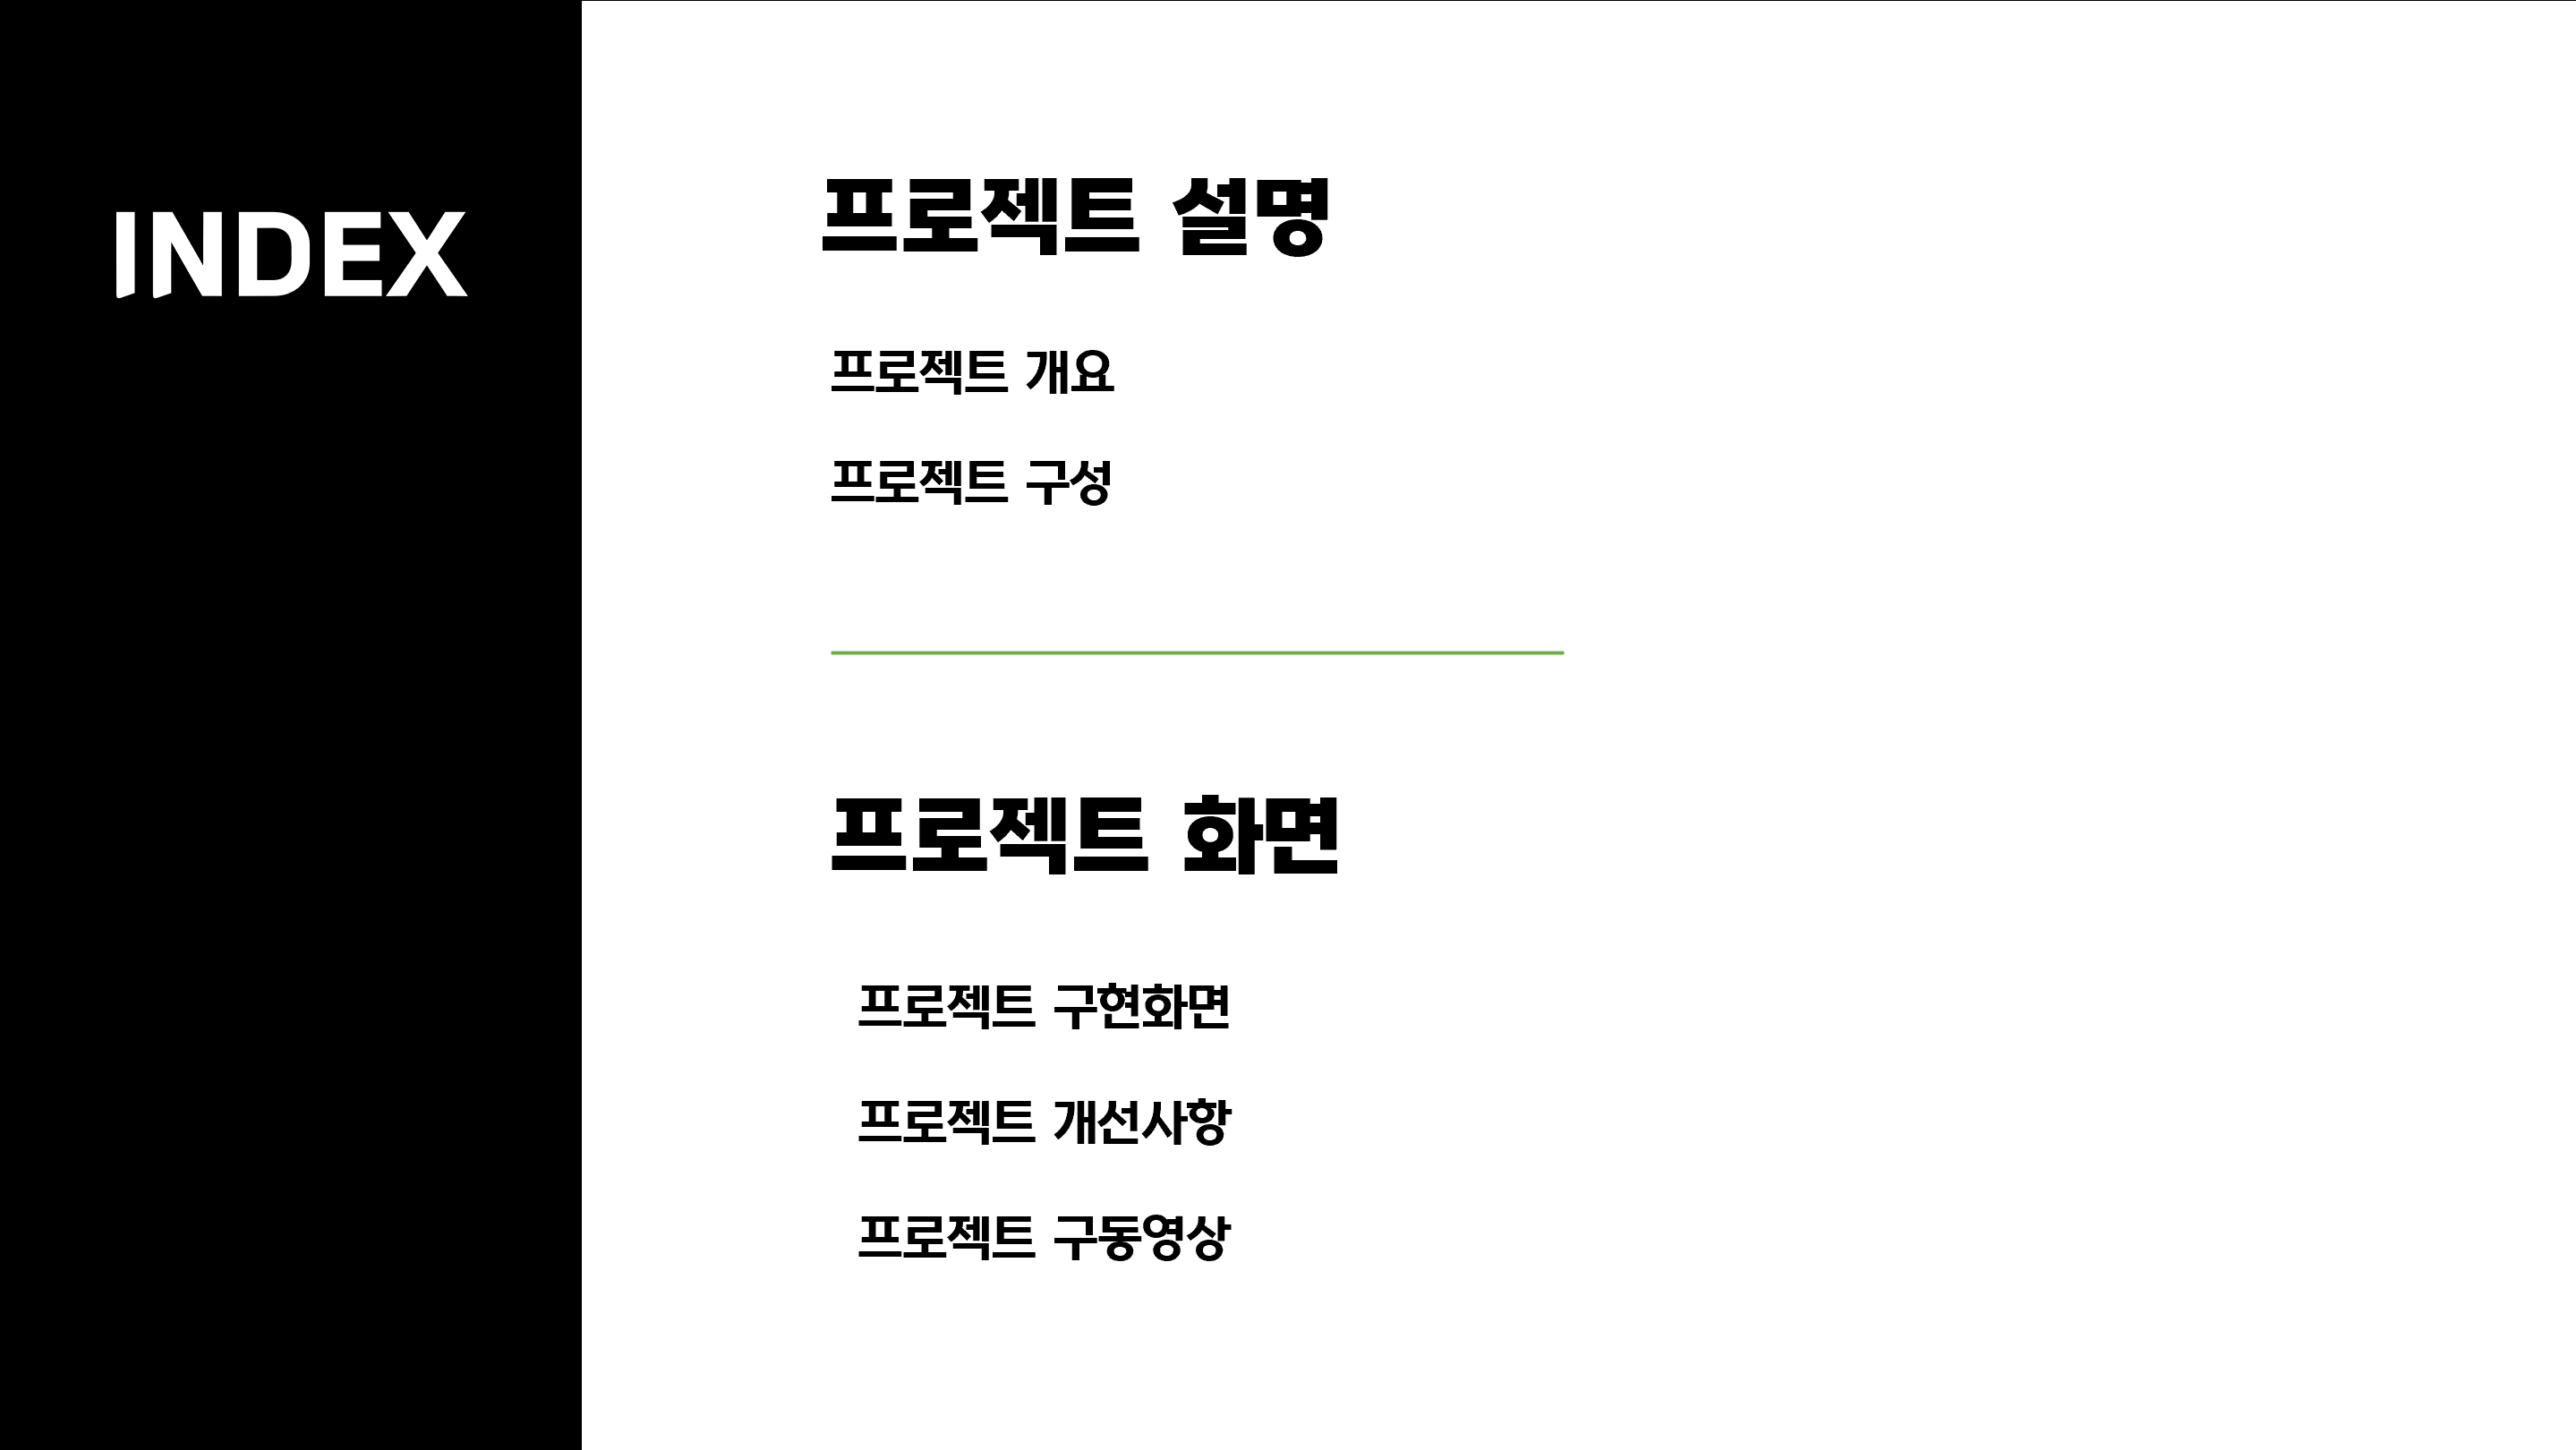 INDEX
프로젝트 설명
프로젝트 개요
프로젝트 구성
프로젝트 화면
프로젝트 구현화면
프로젝트 개선사항
프로젝트 구동영상